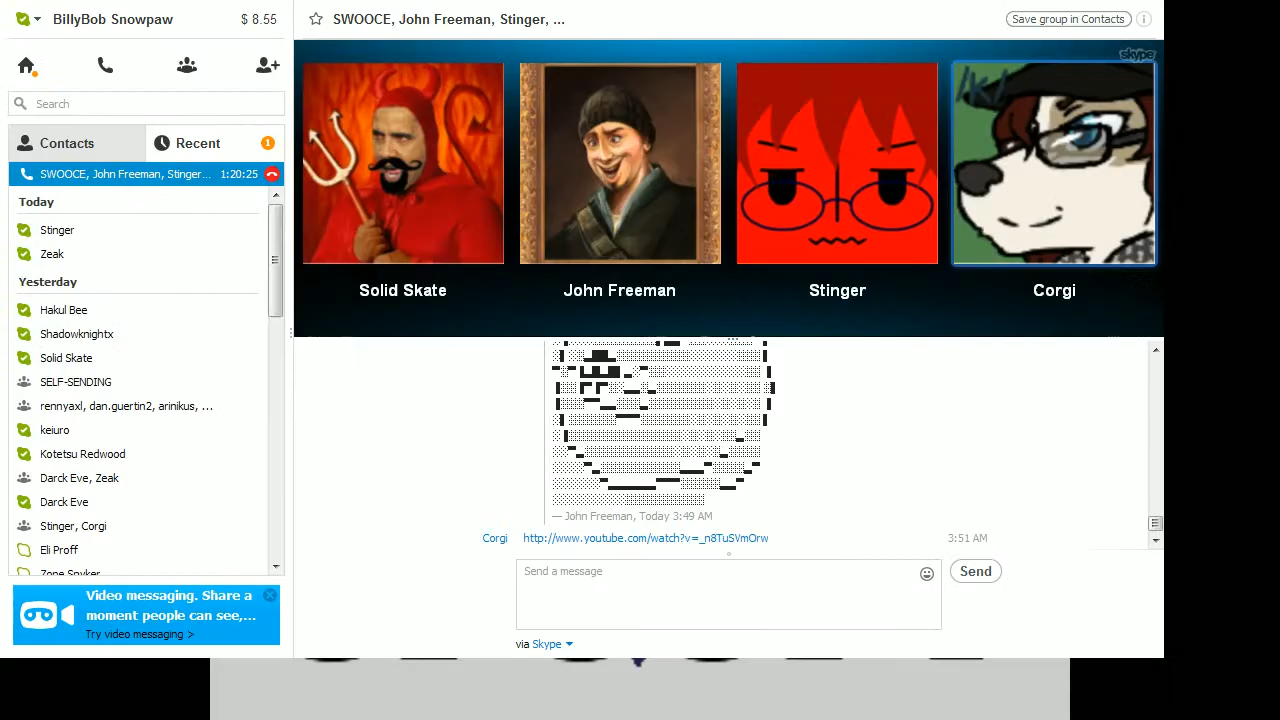 BillyBob Snowpaw $ 8.55
SWOOCE, John Freeman, Stinger, ...
Save group in Contacts
skype
Search
Contacts
Recent 1
SWOOCE, John Freeman, Stinger... 1:20:25
Today
Stinger
Zeak
Yesterday
Hakul Bee
Shadowknightx
Solid Skate
SELF-SENDING
rennyaxl, dan.guertin2, arinikus, ...
keiuro
Kotetsu Redwood
Darck Eve, Zeak
Darck Eve
Stinger, Corgi
Eli Proff
Zone Spyker
Video messaging. Share a
moment people can see,...
Try video messaging >
/K/
Solid Skate
John Freeman
Stinger
Corgi
— John Freeman, Today 3:49 AM
Corgi http://www.youtube.com/watch?v=_n8TuSVmOrw 3:51 AM
Send a message
Send
via Skype